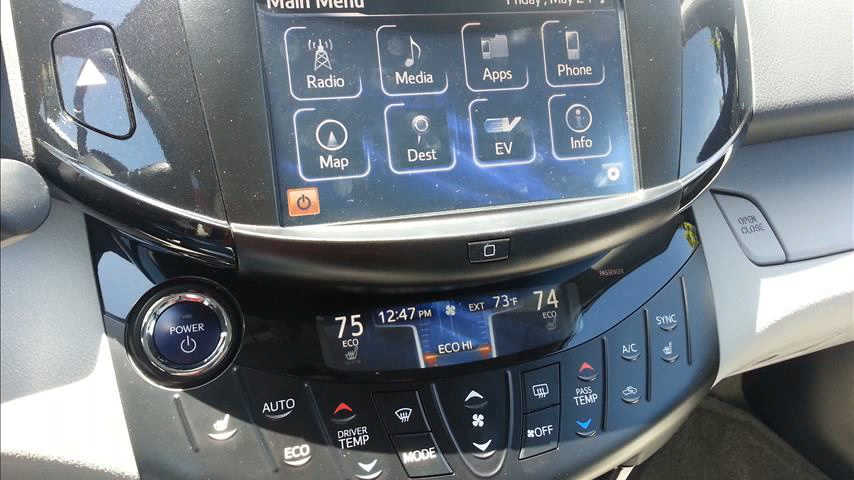 Main Menu
Friday, May 24
Radio
Media
Apps
Phone
Map
Dest
EV
Info
OPEN
CLOSE
PASSENGER
POWER
75
ECO
12:47 PM
EXT 73°F
74
ECO
ECO HI
SYNC
A/C
AUTO
ECO
DRIVER
TEMP
MODE
OFF
PASS
TEMP